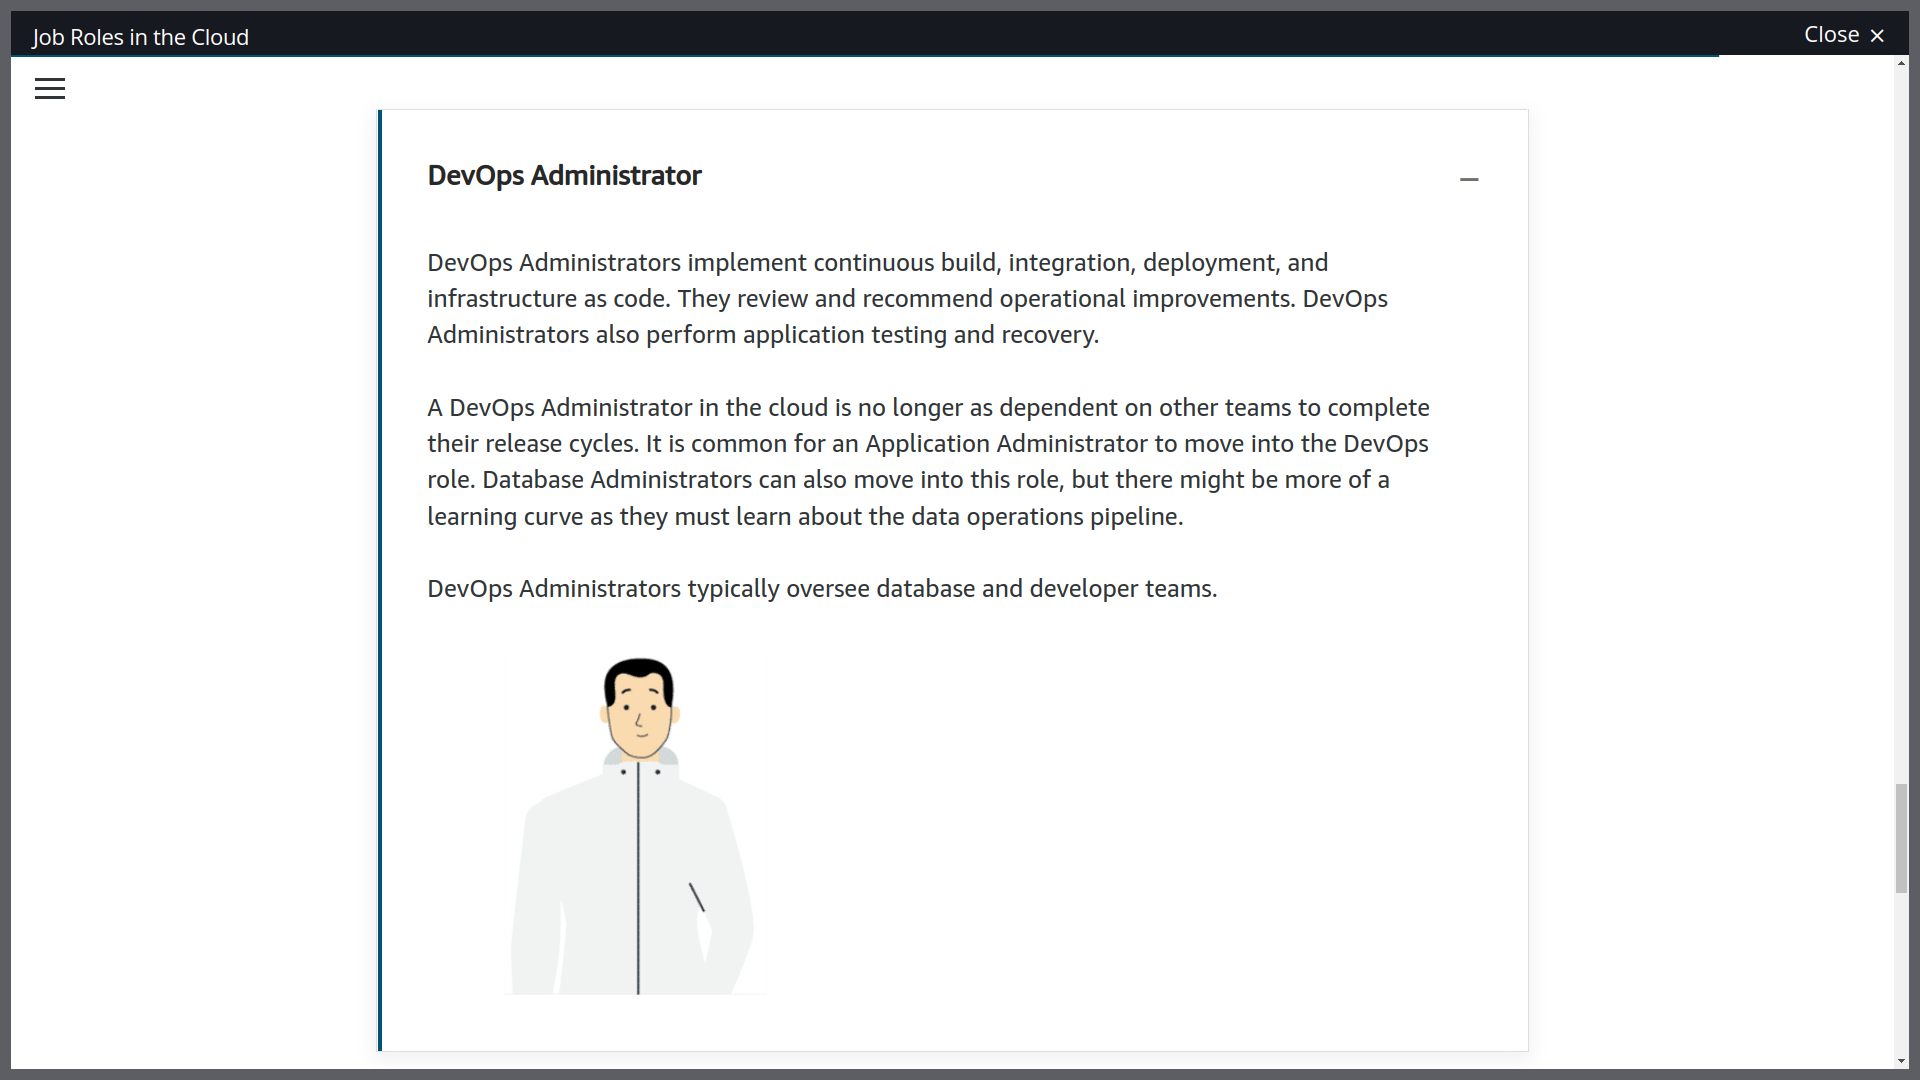 Job Roles in the Cloud
Close ×
DevOps Administrator
DevOps Administrators implement continuous build, integration, deployment, and
infrastructure as code. They review and recommend operational improvements. DevOps
Administrators also perform application testing and recovery.
A DevOps Administrator in the cloud is no longer as dependent on other teams to complete
their release cycles. It is common for an Application Administrator to move into the DevOps
role. Database Administrators can also move into this role, but there might be more of a
learning curve as they must learn about the data operations pipeline.
DevOps Administrators typically oversee database and developer teams.